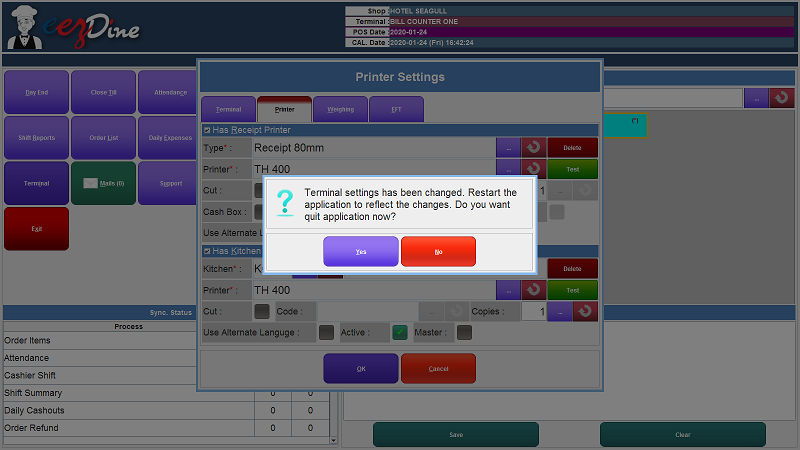 eezDine
Shop : HOTEL SEAGULL
Terminal : BILL COUNTER ONE
POS Date : 2020-01-24
CAL. Date : 2020-01-24 (Fri) 16:42:24
Day End
Close Till
Attendance
Shift Reports
Order List
Daily Expenses
Terminal
Mails (0)
Support
Exit
Printer Settings
Terminal
Printer
Weighing
EFT
Has Receipt Printer
Type* : Receipt 80mm ... Delete
Printer* : TH 400 ... Test
Cut : 1 ...
Cash Box :
Use Alternate L
Terminal settings has been changed. Restart the
application to reflect the changes. Do you want
quit application now?
Yes
No
Has Kitchen
Kitchen* : K Delete
Printer* : TH 400 ... Test
Cut : Code : ... Copies : 1 ...
Use Alternate Languge : Active : Master :
OK
Cancel
... 
(*)
Sync. Status
Process
Order Items
Attendance
Cashier Shift
Shift Summary 0 0
Daily Cashouts 0 0
Order Refund 0 0
Save
Clear